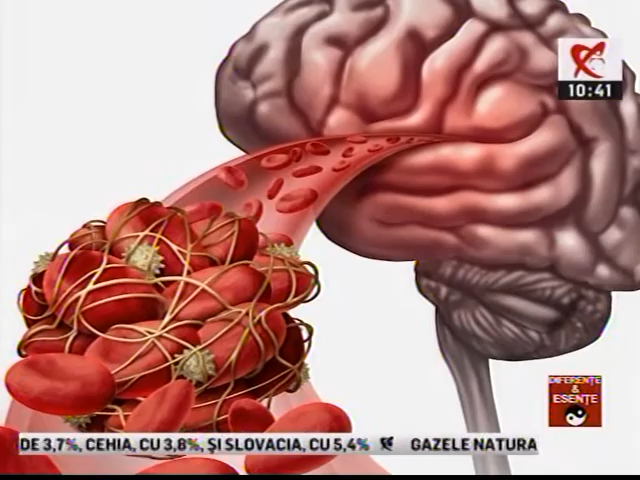 10:41
DIFERENȚE
&
ESENȚE
DE 3,7%, CEHIA, CU 3,8%, ȘI SLOVACIA, CU 5,4% GAZELE NATURA